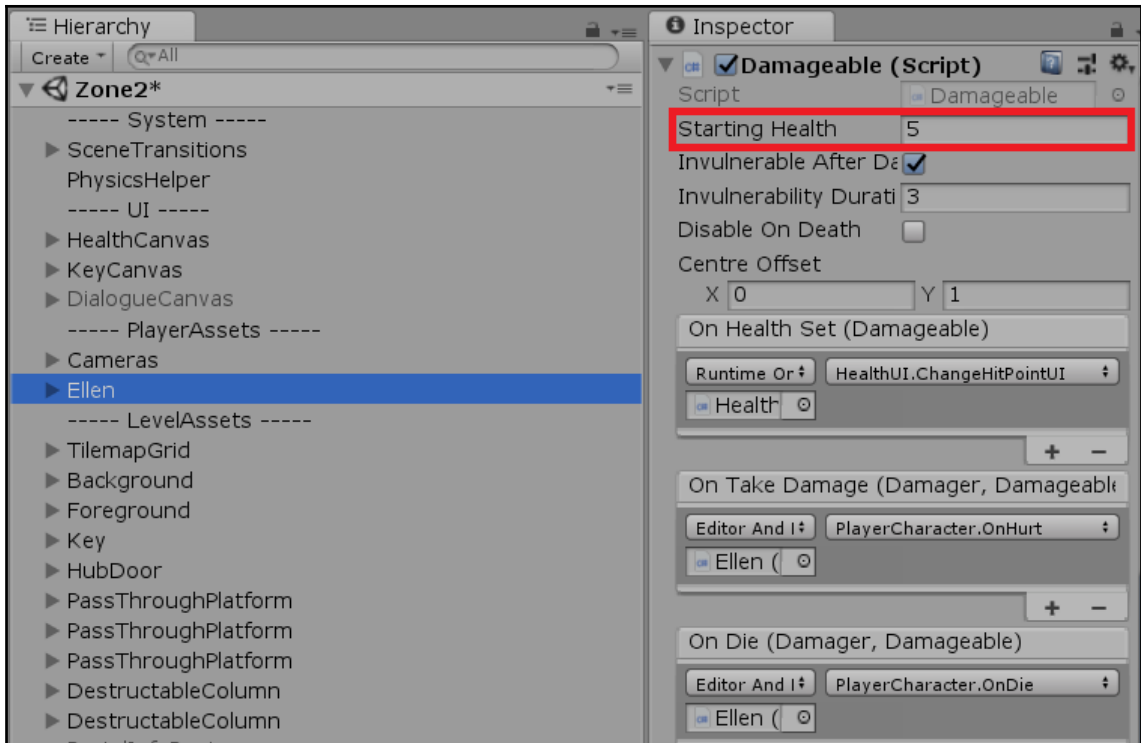 Hierarchy
Create
All
Zone2*
----- System -----
SceneTransitions
PhysicsHelper
----- UI -----
HealthCanvas
KeyCanvas
DialogueCanvas
----- PlayerAssets -----
Cameras
Ellen
----- LevelAssets -----
TilemapGrid
Background
Foreground
Key
HubDoor
PassThroughPlatform
PassThroughPlatform
PassThroughPlatform
DestructableColumn
DestructableColumn
Inspector
Damageable (Script)
Script Damageable
Starting Health 5
Invulnerable After Da
Invulnerability Durati 3
Disable On Death
Centre Offset
X 0 Y 1
On Health Set (Damageable)
Runtime Or HealthUI.ChangeHitPointUI
Health
On Take Damage (Damager, Damageable
Editor And PlayerCharacter.OnHurt
Ellen (
On Die (Damager, Damageable)
Editor And PlayerCharacter.OnDie
Ellen (